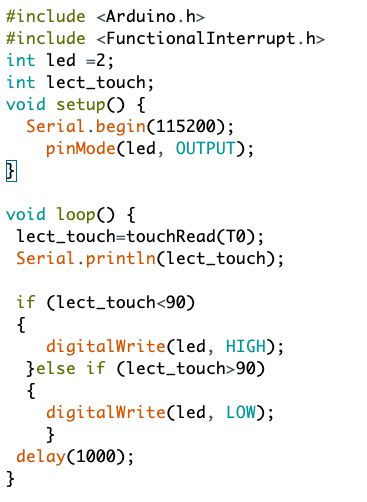 #include <Arduino.h>
#include <FunctionalInterrupt.h>
int led =2;
int lect_touch;
void setup() {
  Serial.begin(115200);
    pinMode(led, OUTPUT);
}

void loop() {
 lect_touch=touchRead(T0);
 Serial.println(lect_touch);

 if (lect_touch<90)
 {
    digitalWrite(led, HIGH);
  }else if (lect_touch>90)
  {
    digitalWrite(led, LOW);
    }
 delay(1000);
}